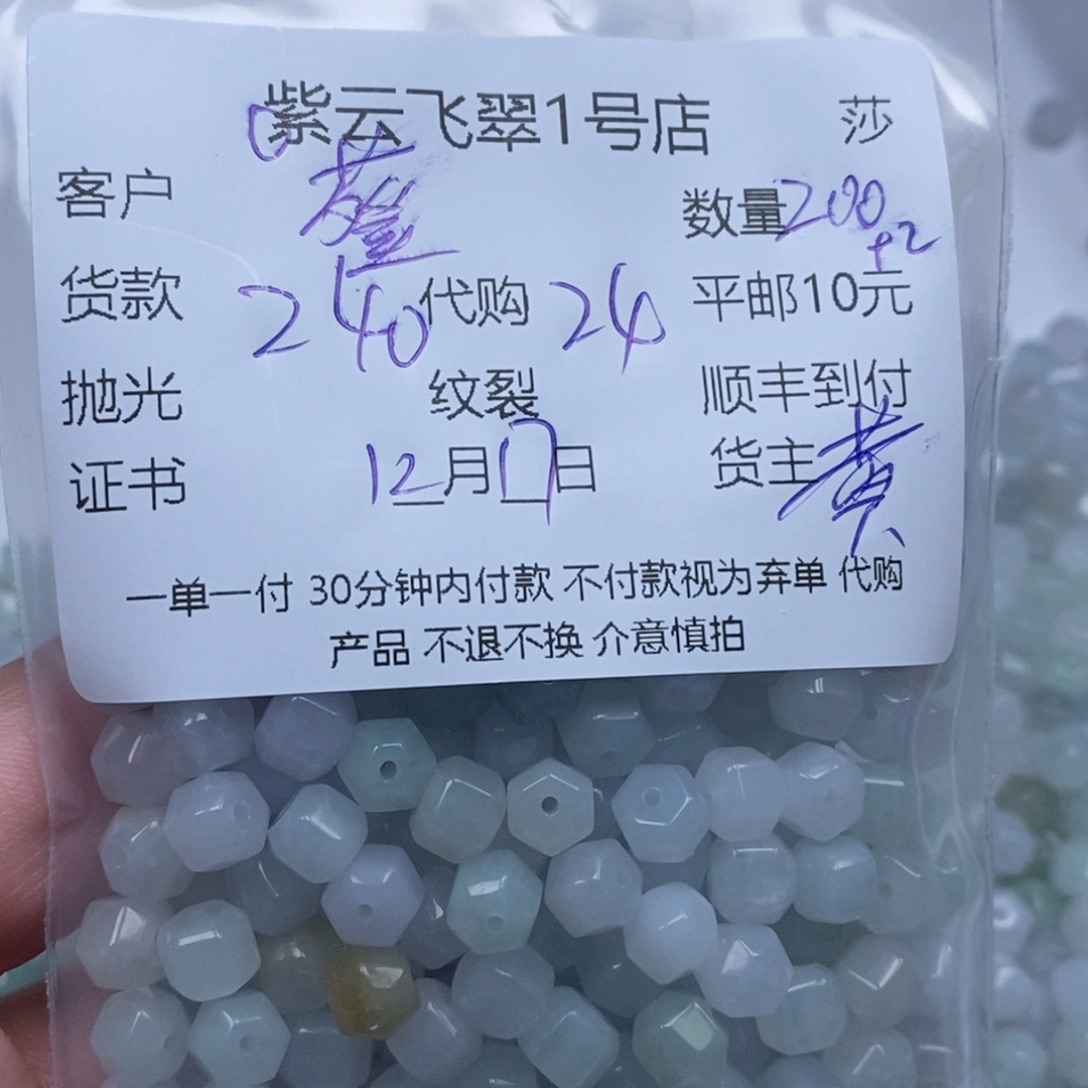 紫云飞翠1号店 莎
客户 数量200+2
货款 240 代购 24 平邮10元
抛光 纹裂 顺丰到付
证书 12月17日 货主 黄
一单一付 30分钟内付款 不付款视为弃单 代购
产品 不退不换 介意慎拍